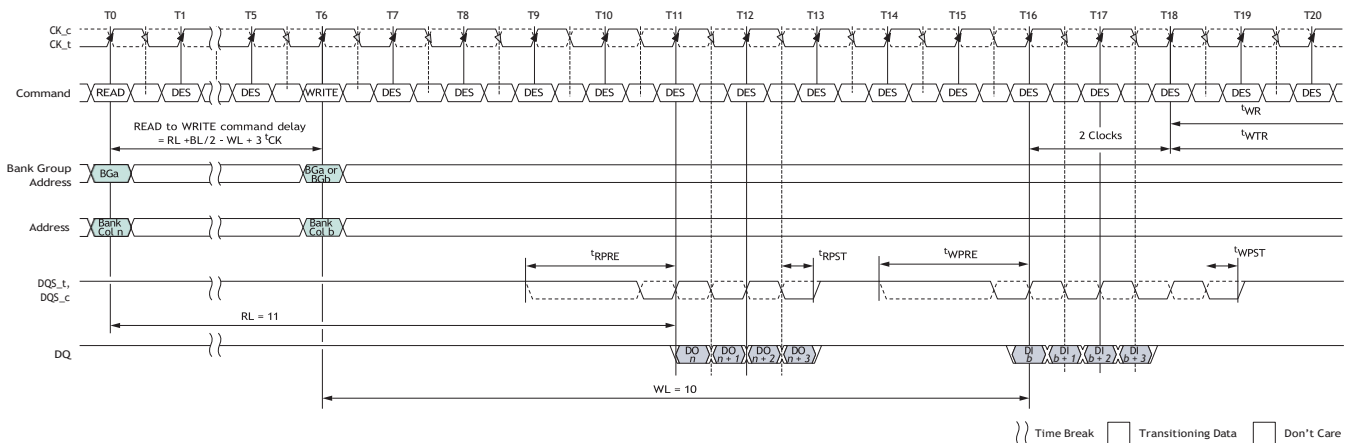 T0 T1 T5 T6 T7 T8 T9 T10 T11 T12 T13 T14 T15 T16 T17 T18 T19 T20
CK_c
CK_t
Command READ DES DES WRITE DES DES DES DES DES DES DES DES DES DES DES DES DES DES
tWR
READ to WRITE command delay
= RL +BL/2 - WL + 3 tCK
2 Clocks
tWTR
Bank Group
Address
BGa
BGa or
BGb
Address
Bank
Col n
Bank
Col b
tRPRE tRPST tWPRE tWPST
DQS_t,
DQS_c
RL = 11
DQ
DO
n
DO
n + 1
DO
n + 2
DO
n + 3
DI
b
DI
b + 1
DI
b + 2
DI
b + 3
WL = 10
Time Break Transitioning Data Don't Care